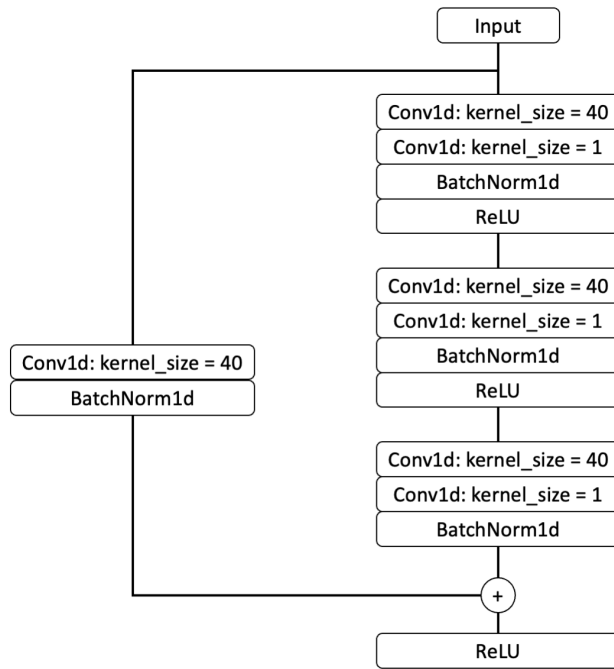 Input
Conv1d: kernel_size = 40
Conv1d: kernel_size = 1
BatchNorm1d
ReLU
Conv1d: kernel_size = 40
Conv1d: kernel_size = 1
BatchNorm1d
ReLU
Conv1d: kernel_size = 40
BatchNorm1d
Conv1d: kernel_size = 40
Conv1d: kernel_size = 1
BatchNorm1d
+
ReLU